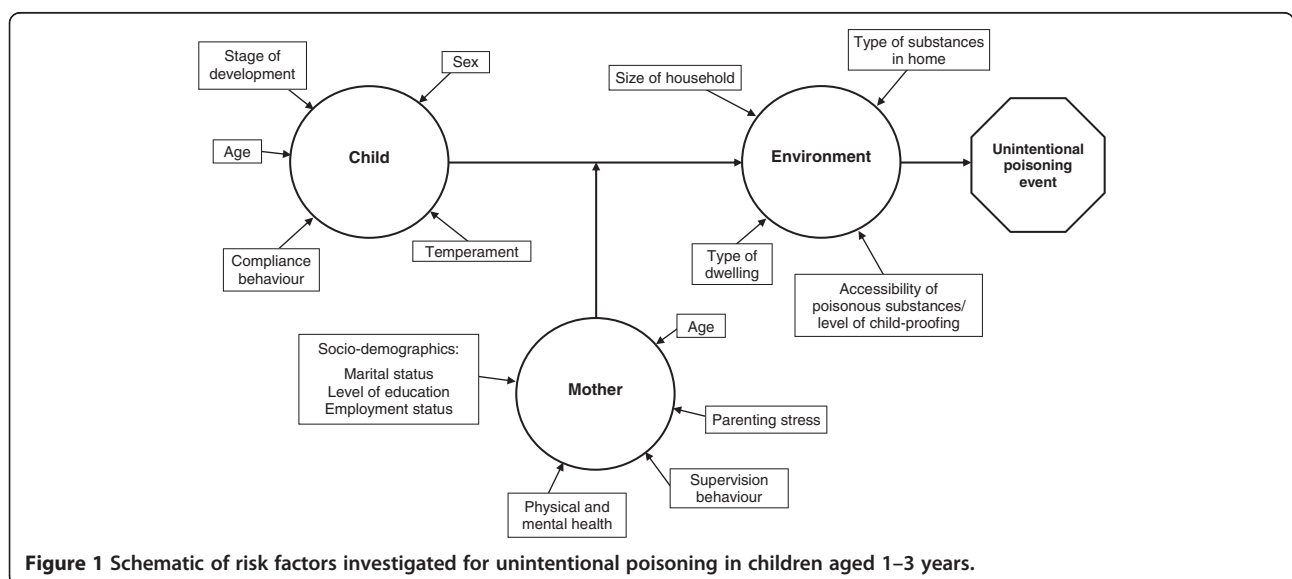 Stage of
development
Sex
Age
Child
Compliance
behaviour
Temperament
Size of household
Type of substances
in home
Environment
Type of
dwelling
Accessibility of
poisonous substances/
level of child-proofing
Unintentional
poisoning
event
Socio-demographics:
Marital status
Level of education
Employment status
Age
Mother
Parenting stress
Supervision
behaviour
Physical and
mental health
Figure 1 Schematic of risk factors investigated for unintentional poisoning in children aged 1–3 years.